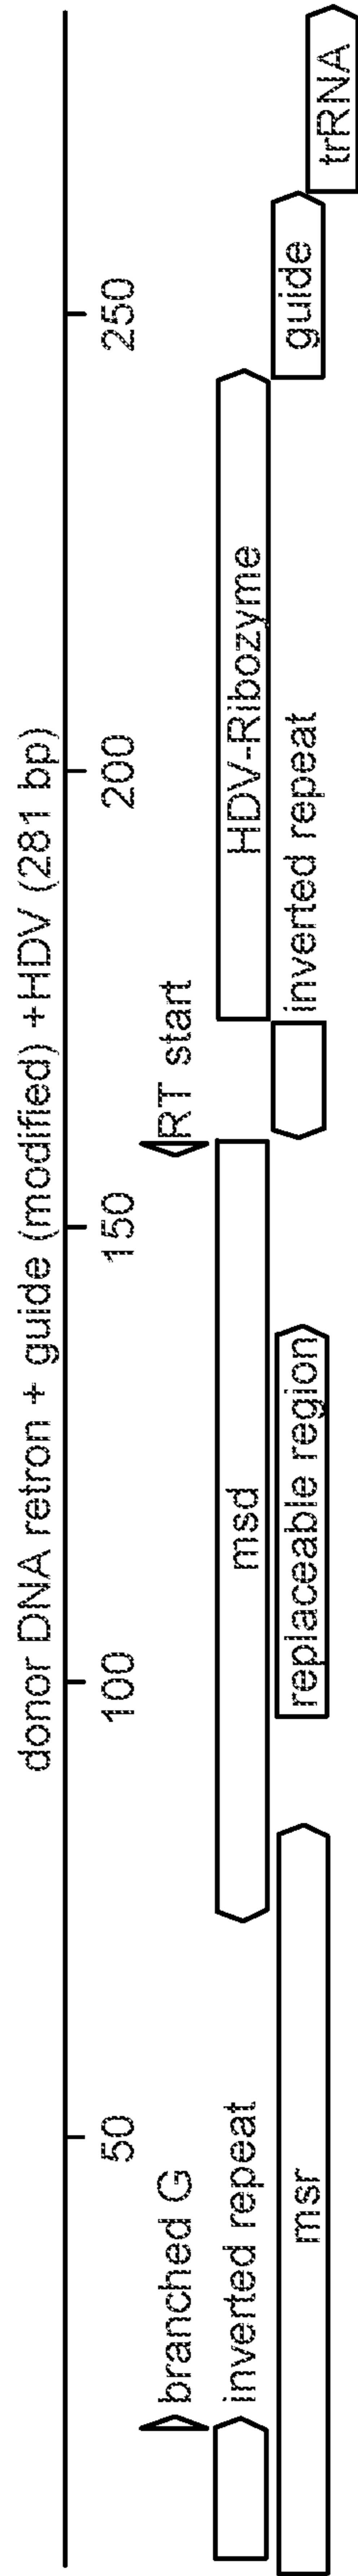 donor DNA retron + guide (modified) +HDV (281 bp)
50
100
150
200
250
branched G
RT start
inverted repeat
msd
HDV-Ribozyme
msr
replaceable region
inverted repeat
guide
trRNA